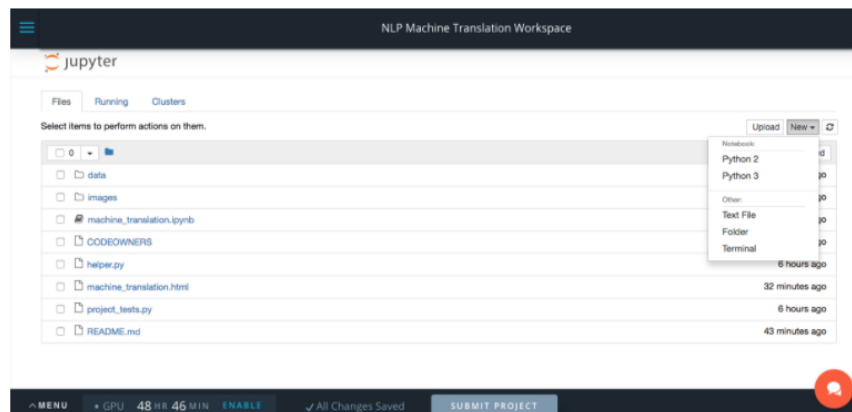 NLP Machine Translation Workspace
jupyter
Files Running Clusters
Select items to perform actions on them.
Upload New
0
Notebook:
Python 2
Python 3
Other:
Text File
Folder
Terminal
data
images
machine_translation.ipynb
CODEOWNERS
helper.py 6 hours ago
machine_translation.html 32 minutes ago
project_tests.py 6 hours ago
README.md 43 minutes ago
MENU GPU 48 HR 46 MIN ENABLE All Changes Saved SUBMIT PROJECT